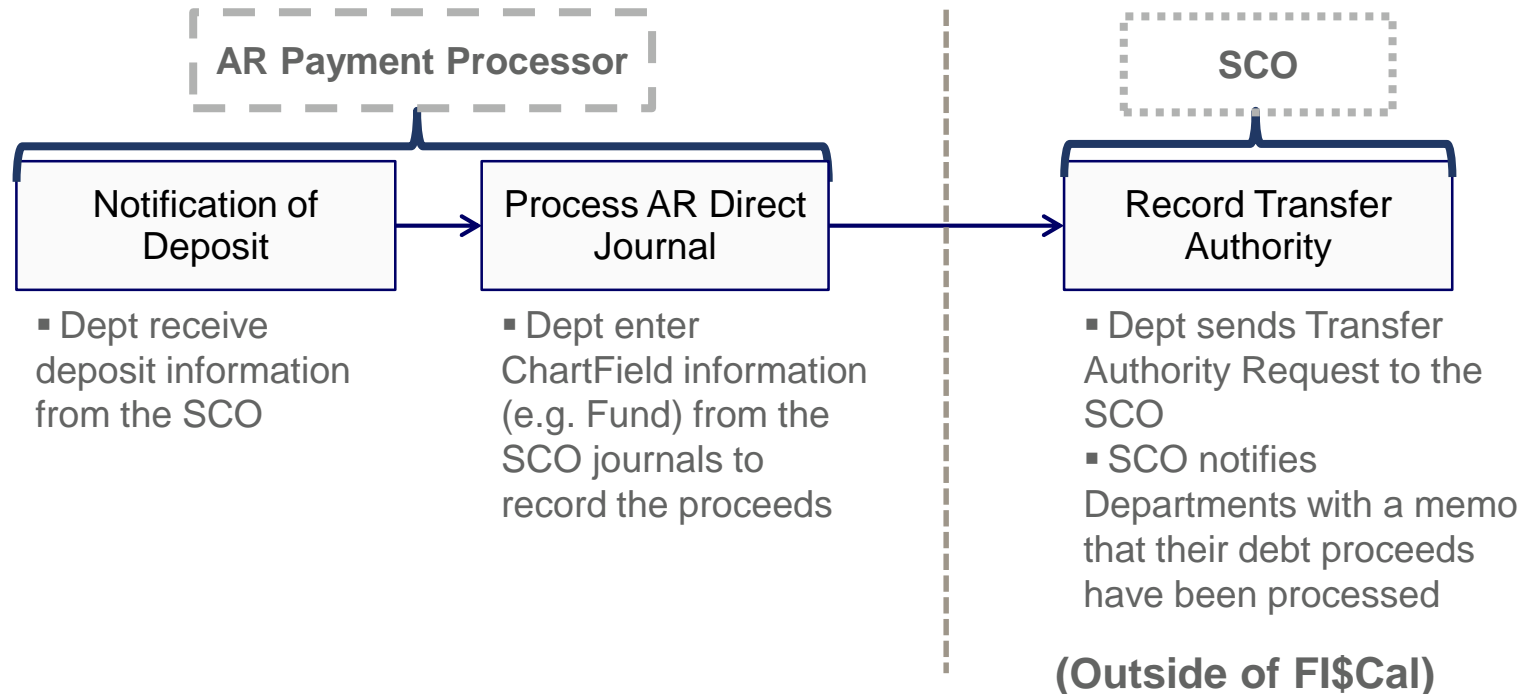 AR Payment Processor
SCO
Notification of
Deposit
Process AR Direct
Journal
Record Transfer
Authority
▪ Dept receive
deposit information
from the SCO
▪ Dept enter
ChartField information
(e.g. Fund) from the
SCO journals to
record the proceeds
▪ Dept sends Transfer
Authority Request to the
SCO
▪ SCO notifies
Departments with a memo
that their debt proceeds
have been processed
(Outside of FI$Cal)